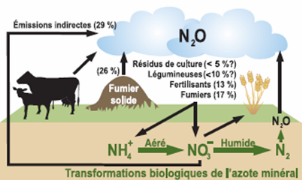 Émissions indirectes (29 %)
N₂O
(26 %)
Résidus de culture (< 5 %?)
Légumineuses (<10 %?)
Fertilisants (13 %)
Fumiers (17 %)
Fumier
solide
N₂O
NH₄⁺ Aéré NO₃⁻ Humide N₂
Transformations biologiques de l'azote minéral